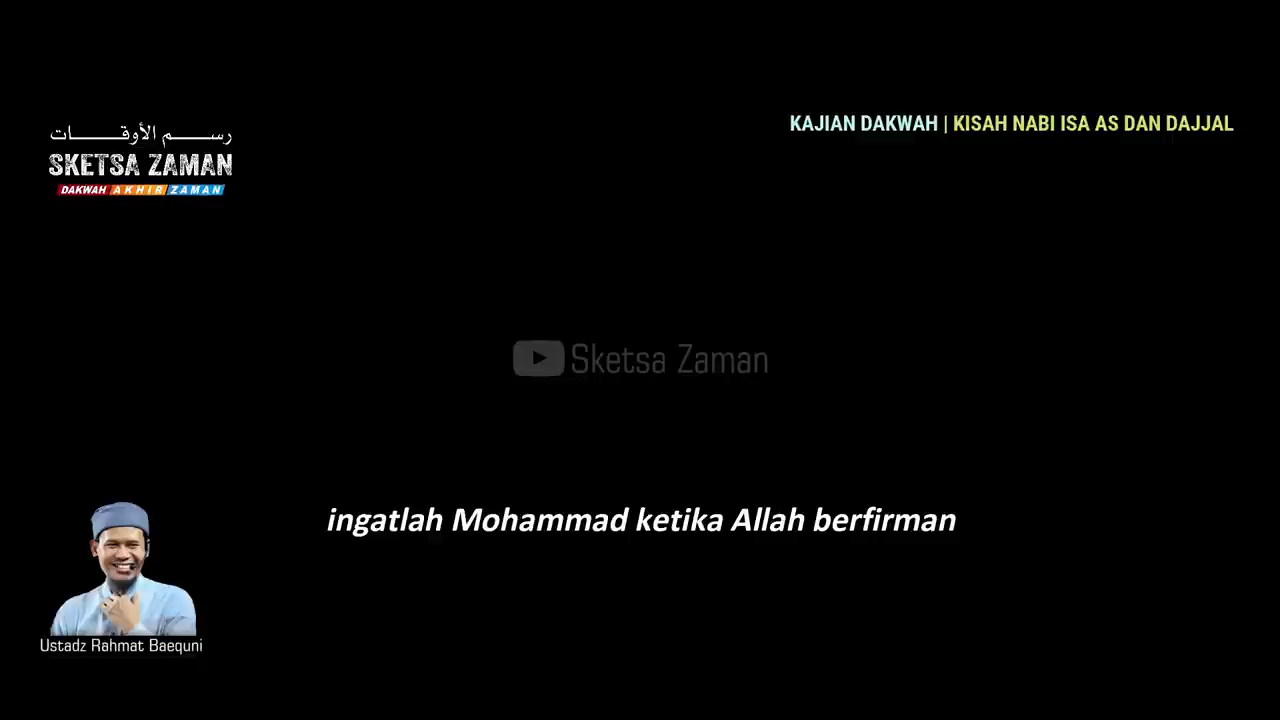 رسم الأوقات
SKETSA ZAMAN
DAKWAH AKHIR ZAMAN
KAJIAN DAKWAH | KISAH NABI ISA AS DAN DAJJAL
Sketsa Zaman
ingatlah Mohammad ketika Allah berfirman
Ustadz Rahmat Baequni